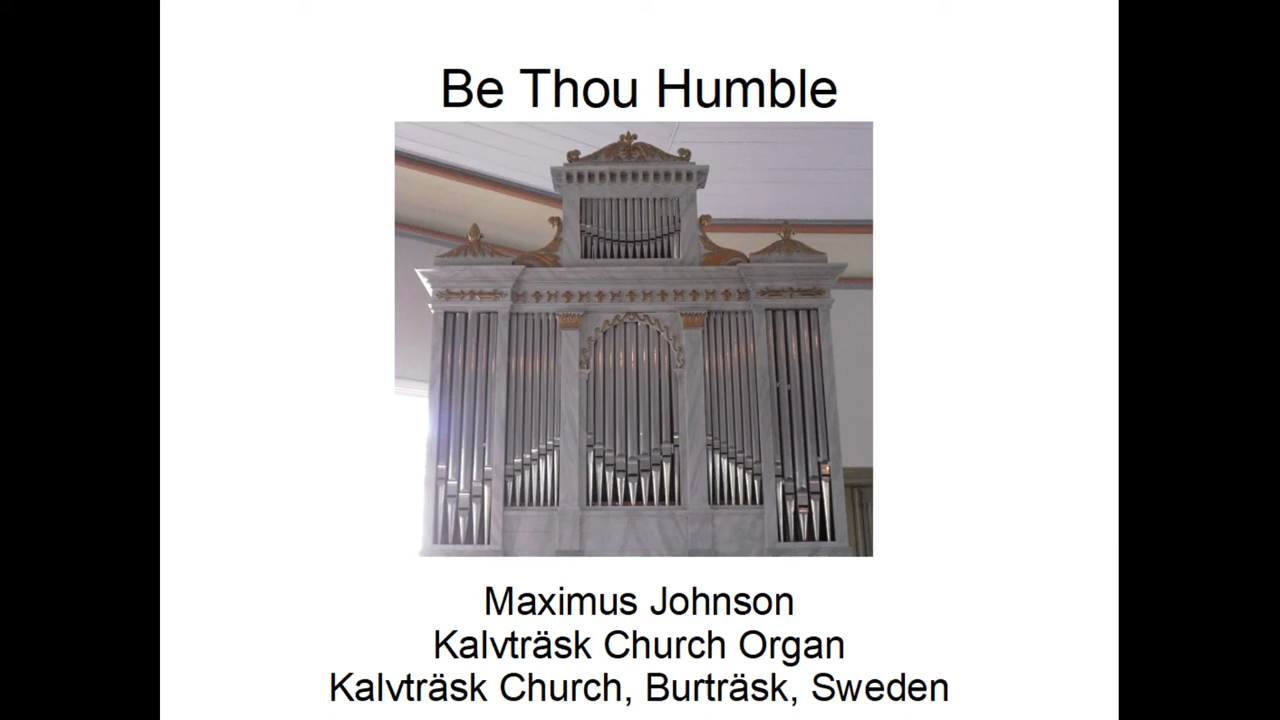 Be Thou Humble
Maximus Johnson
Kalvträsk Church Organ
Kalvträsk Church, Burträsk, Sweden